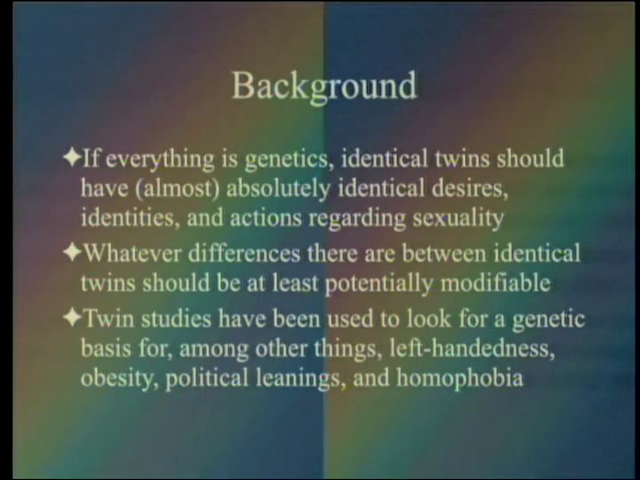 Background
✦If everything is genetics, identical twins should
have (almost) absolutely identical desires,
identities, and actions regarding sexuality
✦Whatever differences there are between identical
twins should be at least potentially modifiable
✦Twin studies have been used to look for a genetic
basis for, among other things, left-handedness,
obesity, political leanings, and homophobia